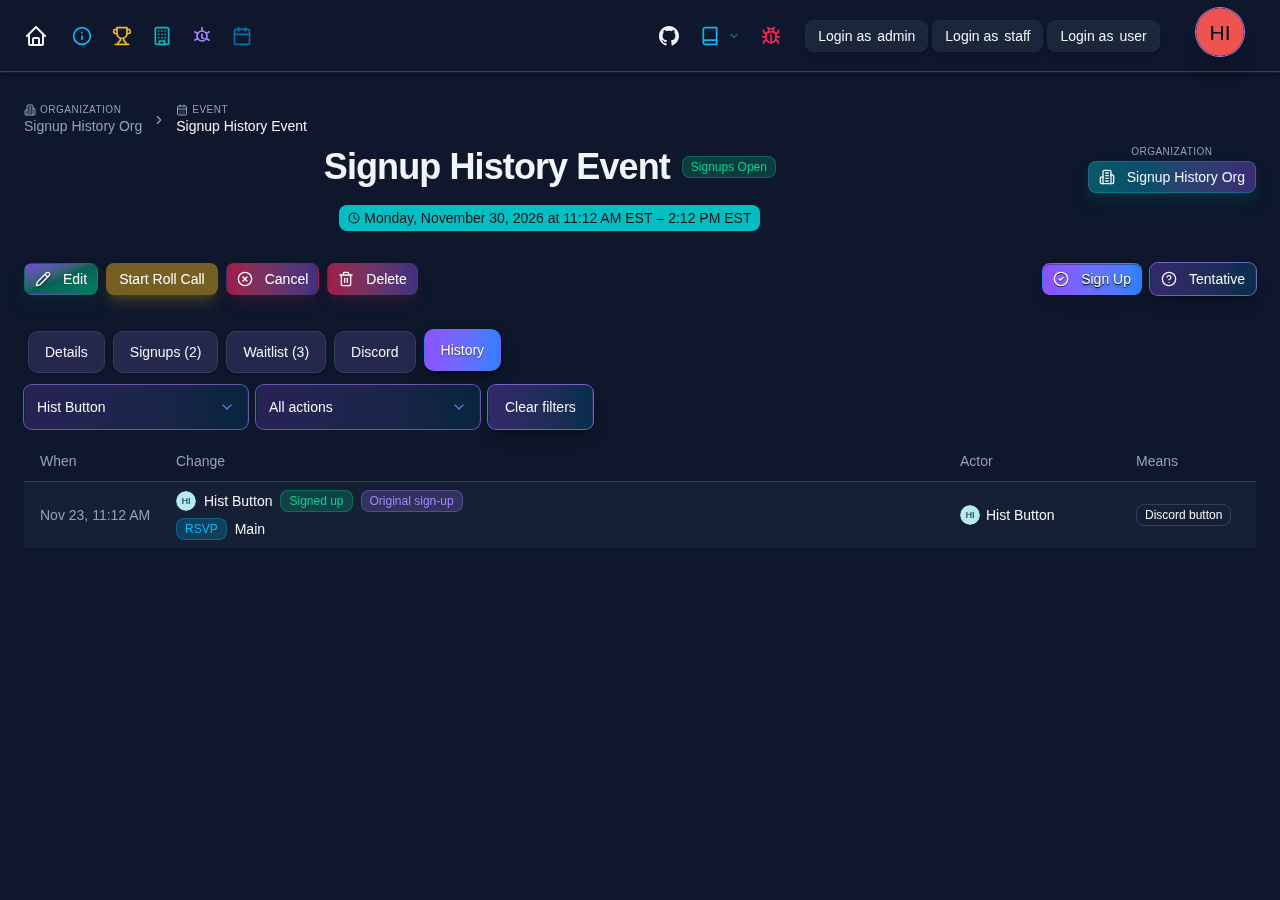 Login as admin
Login as staff
Login as user
HI
ORGANIZATION
Signup History Org
EVENT
Signup History Event
Signup History Event
Signups Open
Monday, November 30, 2026 at 11:12 AM EST – 2:12 PM EST
ORGANIZATION
Signup History Org
Edit
Start Roll Call
Cancel
Delete
Sign Up
Tentative
Details
Signups (2)
Waitlist (3)
Discord
History
Hist Button
All actions
Clear filters
When
Change
Actor
Means
Nov 23, 11:12 AM
HI Hist Button Signed up Original sign-up
RSVP Main
HI Hist Button
Discord button